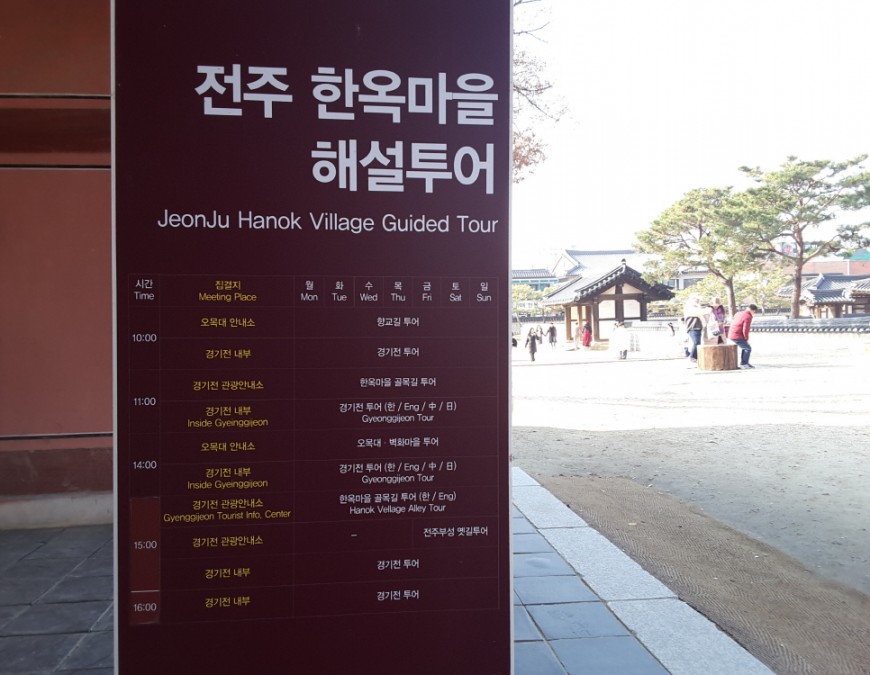 전주 한옥마을
해설투어
JeonJu Hanok Village Guided Tour
시간 집결지 월 화 수 목 금 토 일
Time Meeting Place Mon Tue Wed Thu Fri Sat Sun
10:00
오목대 안내소 향교길 투어
경기전 내부 경기전 투어
11:00
경기전 관광안내소 한옥마을 골목길 투어
경기전 내부 경기전 투어 (한 / Eng / 中 / 日)
Inside Gyeinggijeon Gyeonggijeon Tour
14:00
오목대 안내소 오목대 · 벽화마을 투어
경기전 내부 경기전 투어 (한 / Eng / 中 / 日)
Inside Gyeinggijeon Gyeonggijeon Tour
경기전 관광안내소 한옥마을 골목길 투어 (한 / Eng)
Gyenggijeon Tourist Info. Center Hanok Vellage Alley Tour
15:00
경기전 관광안내소 – 전주부성 옛길투어
경기전 내부 경기전 투어
16:00
경기전 내부 경기전 투어